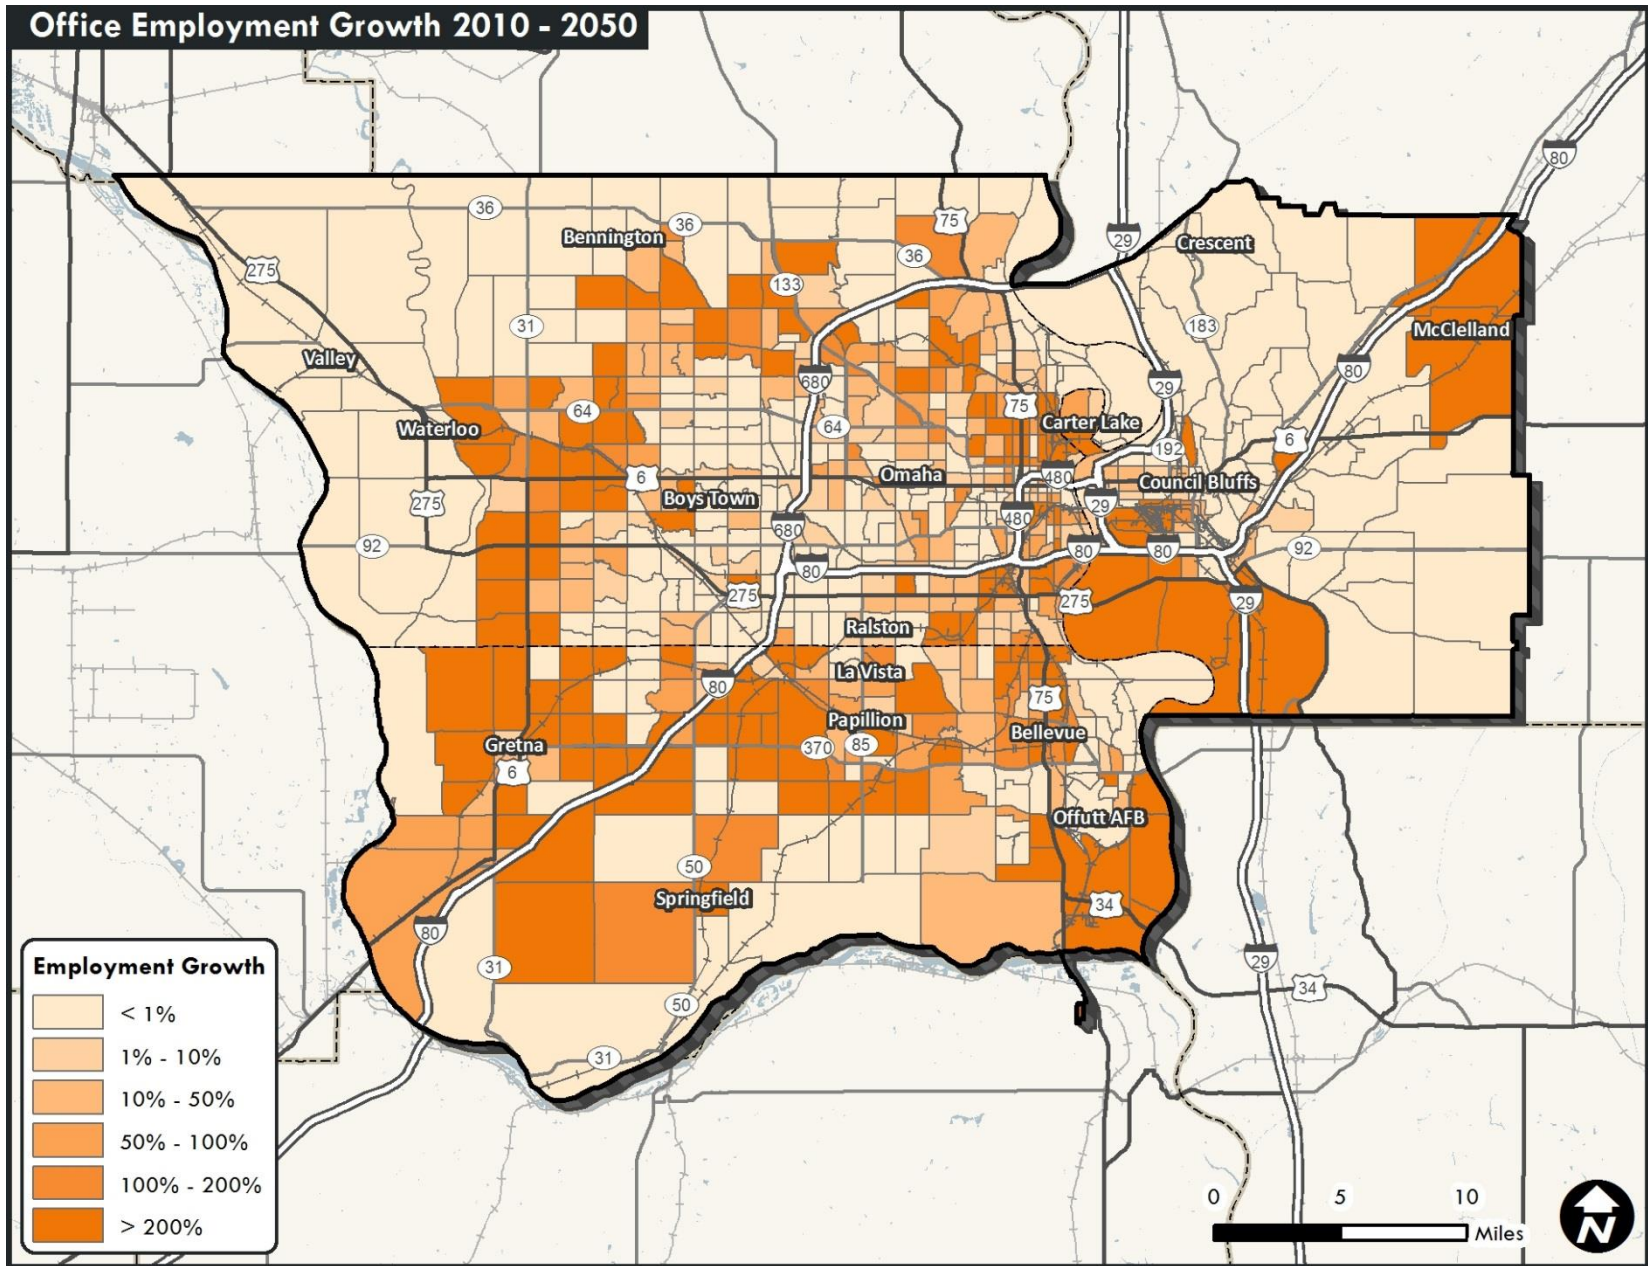 Office Employment Growth 2010 - 2050
80
36
75
36
Bennington
29
Crescent
36
275
133
31
183
McClelland
Valley
80
680
29
64
75
Carter Lake
64
Waterloo
6
192
Omaha
6
480
Council Bluffs
Boys Town
275
29
480
680
92
80
80
92
80
275
275
29
Ralston
La Vista
80
75
Papillion
Bellevue
Gretna
370
85
6
Offutt AFB
50
Springfield
34
80
29
31
34
50
31
Employment Growth
< 1%
1% - 10%
10% - 50%
50% - 100%
100% - 200%
> 200%
0 5 10
Miles
N